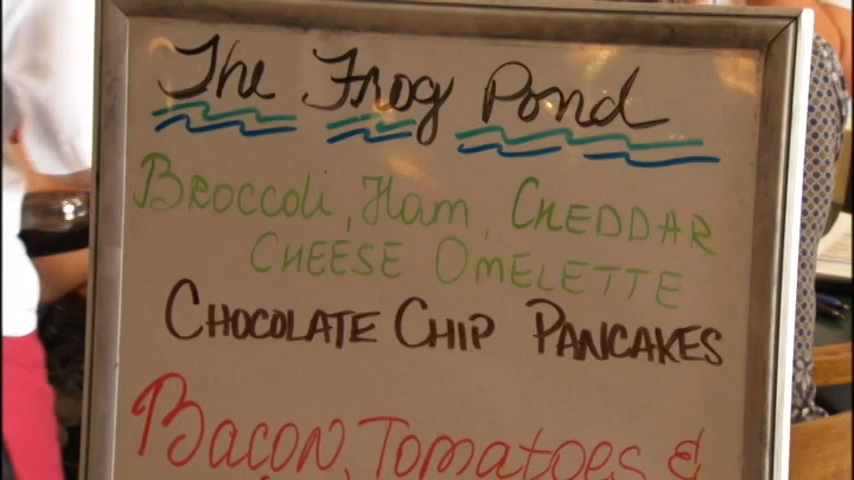 The Frog Pond
Broccoli, Ham, CHEDDAR
CHEESE OMELETTE
CHOCOLATE CHIP PANCAKES
Bacon, Tomatoes &